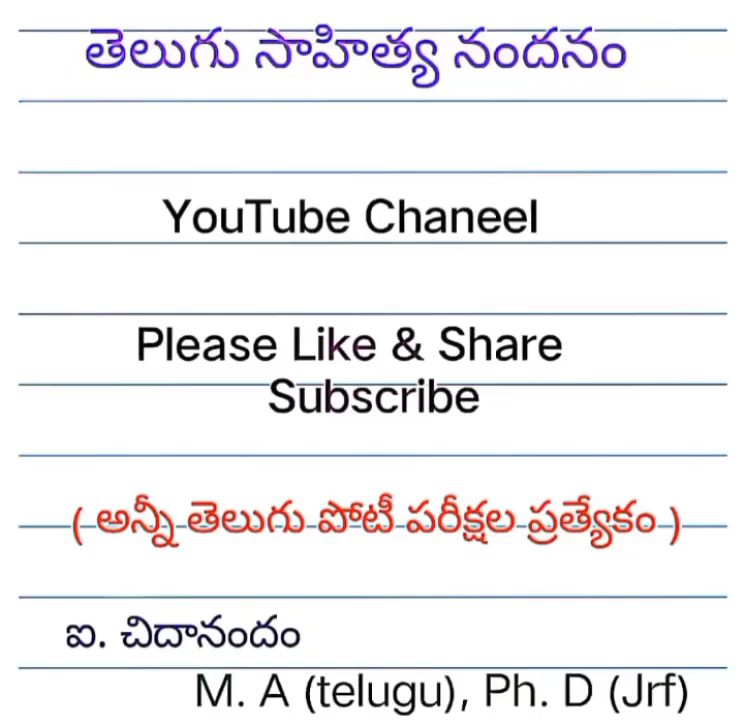 తెలుగు సాహిత్య నందనం
YouTube Chaneel
Please Like & Share
Subscribe
( అన్నీ తెలుగు పోటీ పరీక్షల ప్రత్యేకం )
ఐ. చిదానందం
M. A (telugu), Ph. D (Jrf)